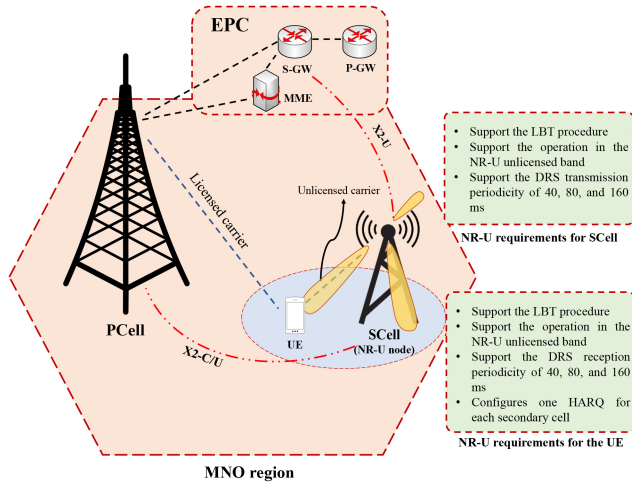 EPC
S-GW
P-GW
MME
X2-U
Licensed carrier
Unlicensed carrier
PCell
UE
SCell
(NR-U node)
X2-C/U
MNO region
• Support the LBT procedure
• Support the operation in the
NR-U unlicensed band
• Support the DRS transmission
periodicity of 40, 80, and 160
ms
NR-U requirements for SCell
• Support the LBT procedure
• Support the operation in the
NR-U unlicensed band
• Support the DRS reception
periodicity of 40, 80, and 160
ms
• Configures one HARQ for
each secondary cell
NR-U requirements for the UE